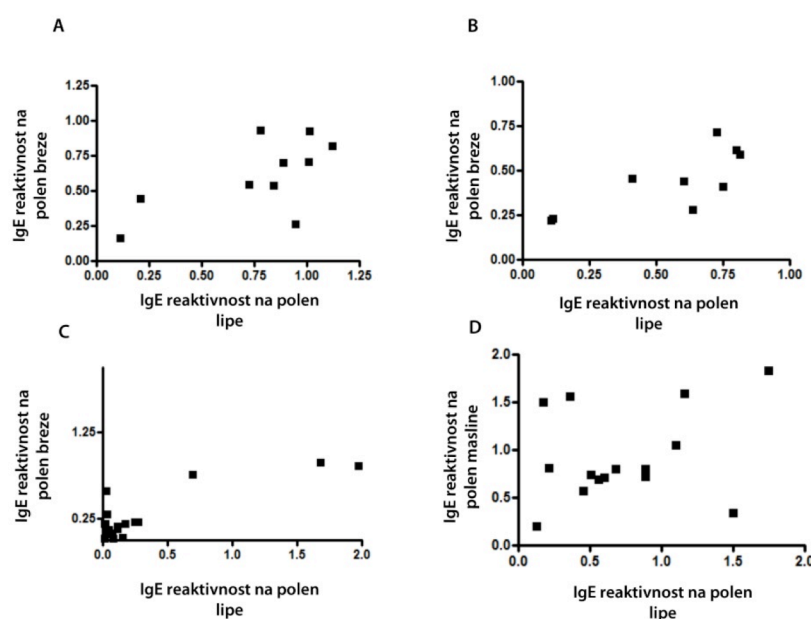 A
IgE reaktivnost na
polen breze
1.25
1.00
0.75
0.50
0.25
0.00
0.00 0.25 0.50 0.75 1.00 1.25
IgE reaktivnost na polen
lipe
B
IgE reaktivnost na
polen breze
1.00
0.75
0.50
0.25
0.00
0.00 0.25 0.50 0.75 1.00
IgE reaktivnost na polen
lipe
C
IgE reaktivnost na
polen breze
1.25
0.25
0.0 0.5 1.0 1.5 2.0
IgE reaktivnost na polen
lipe
D
IgE reaktivnost na
polen masline
2.0
1.5
1.0
0.5
0.0
0.0 0.5 1.0 1.5 2.0
IgE reaktivnost na polen
lipe